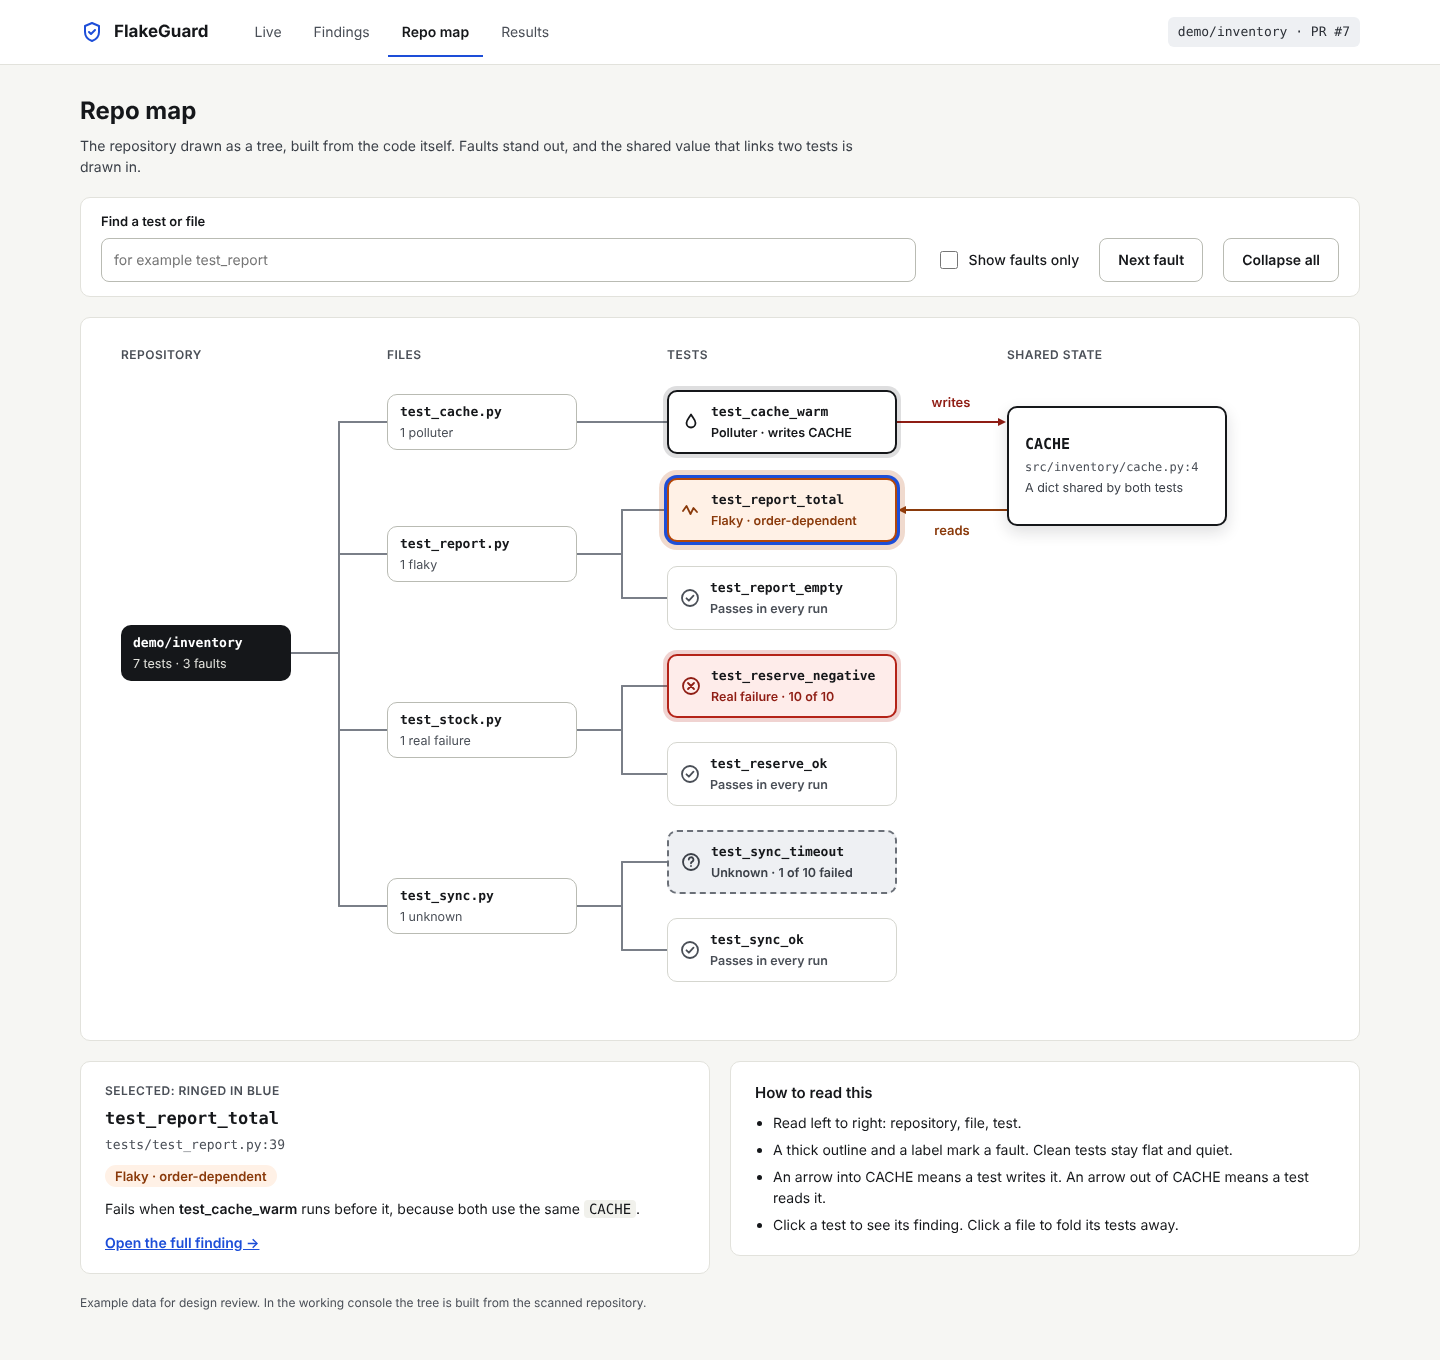 FlakeGuard
Live
Findings
Repo map
Results
demo/inventory · PR #7
Repo map
The repository drawn as a tree, built from the code itself. Faults stand out, and the shared value that links two tests is
drawn in.
Find a test or file
for example test_report
Show faults only
Next fault
Collapse all
REPOSITORY
FILES
TESTS
SHARED STATE
demo/inventory
7 tests · 3 faults
test_cache.py
1 polluter
test_report.py
1 flaky
test_stock.py
1 real failure
test_sync.py
1 unknown
test_cache_warm
Polluter · writes CACHE
test_report_total
Flaky · order-dependent
test_report_empty
Passes in every run
test_reserve_negative
Real failure · 10 of 10
test_reserve_ok
Passes in every run
test_sync_timeout
Unknown · 1 of 10 failed
test_sync_ok
Passes in every run
writes
reads
CACHE
src/inventory/cache.py:4
A dict shared by both tests
SELECTED: RINGED IN BLUE
test_report_total
tests/test_report.py:39
Flaky · order-dependent
Fails when test_cache_warm runs before it, because both use the same CACHE.
Open the full finding →
How to read this
• Read left to right: repository, file, test.
• A thick outline and a label mark a fault. Clean tests stay flat and quiet.
• An arrow into CACHE means a test writes it. An arrow out of CACHE means a test
reads it.
• Click a test to see its finding. Click a file to fold its tests away.
Example data for design review. In the working console the tree is built from the scanned repository.